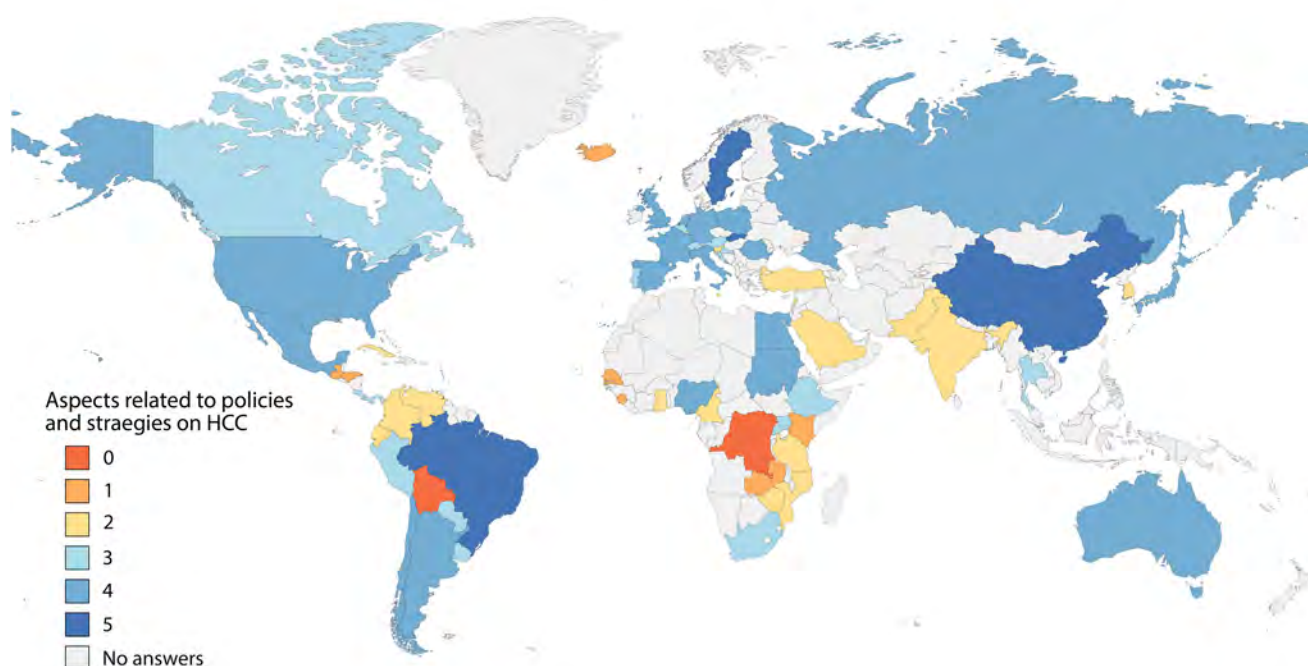 Aspects related to policies
and straegies on HCC
0
1
2
3
4
5
No answers